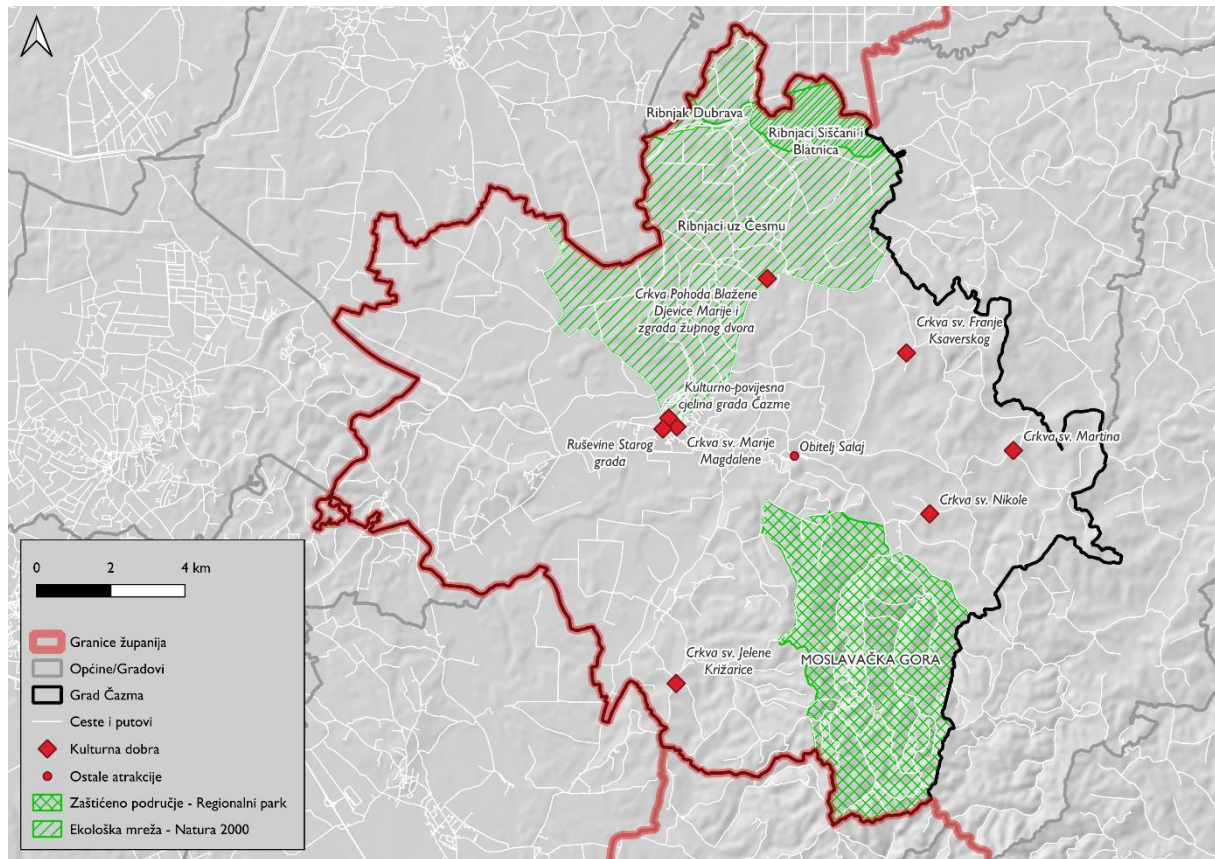 Ribnjak Dubrava
Ribnjaci Siščani i
Blatnica
Ribnjaci uz Česmu
Crkva Pohoda Blažene
Djevice Marije i
zgrada župnog dvora
Crkva sv. Franje
Ksaverskog
Kulturno-povijesna
cjelina grada Čazme
Ruševine Starog
grada
Crkva sv. Marije
Magdalene
Obitelj Salaj
Crkva sv. Martina
Crkva sv. Nikole
MOSLAVAČKA GORA
Crkva sv. Jelene
Križarice
0 2 4 km
Granice županija
Općine/Gradovi
Grad Čazma
Ceste i putovi
Kulturna dobra
Ostale atrakcije
Zaštićeno područje - Regionalni park
Ekološka mreža - Natura 2000